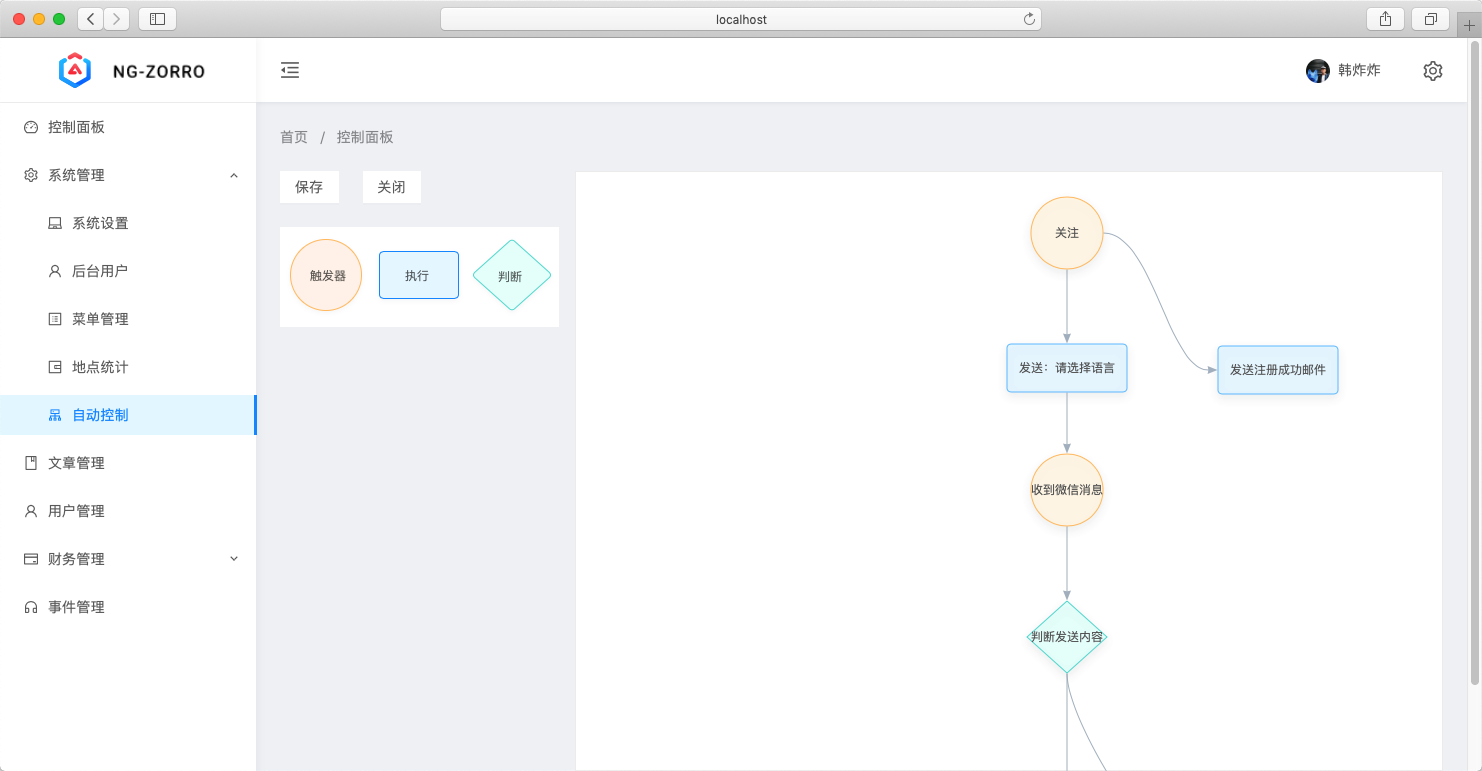 localhost
NG-ZORRO
韩炸炸
控制面板
系统管理
系统设置
后台用户
菜单管理
地点统计
自动控制
文章管理
用户管理
财务管理
事件管理
首页 / 控制面板
保存 关闭
触发器 执行 判断
关注
发送：请选择语言
发送注册成功邮件
收到微信消息
判断发送内容